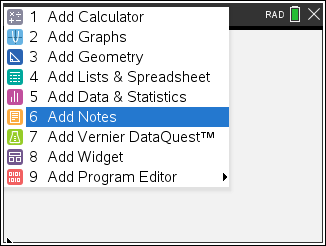 RAD
1 Add Calculator
2 Add Graphs
3 Add Geometry
4 Add Lists & Spreadsheet
5 Add Data & Statistics
6 Add Notes
7 Add Vernier DataQuest™
8 Add Widget
9 Add Program Editor